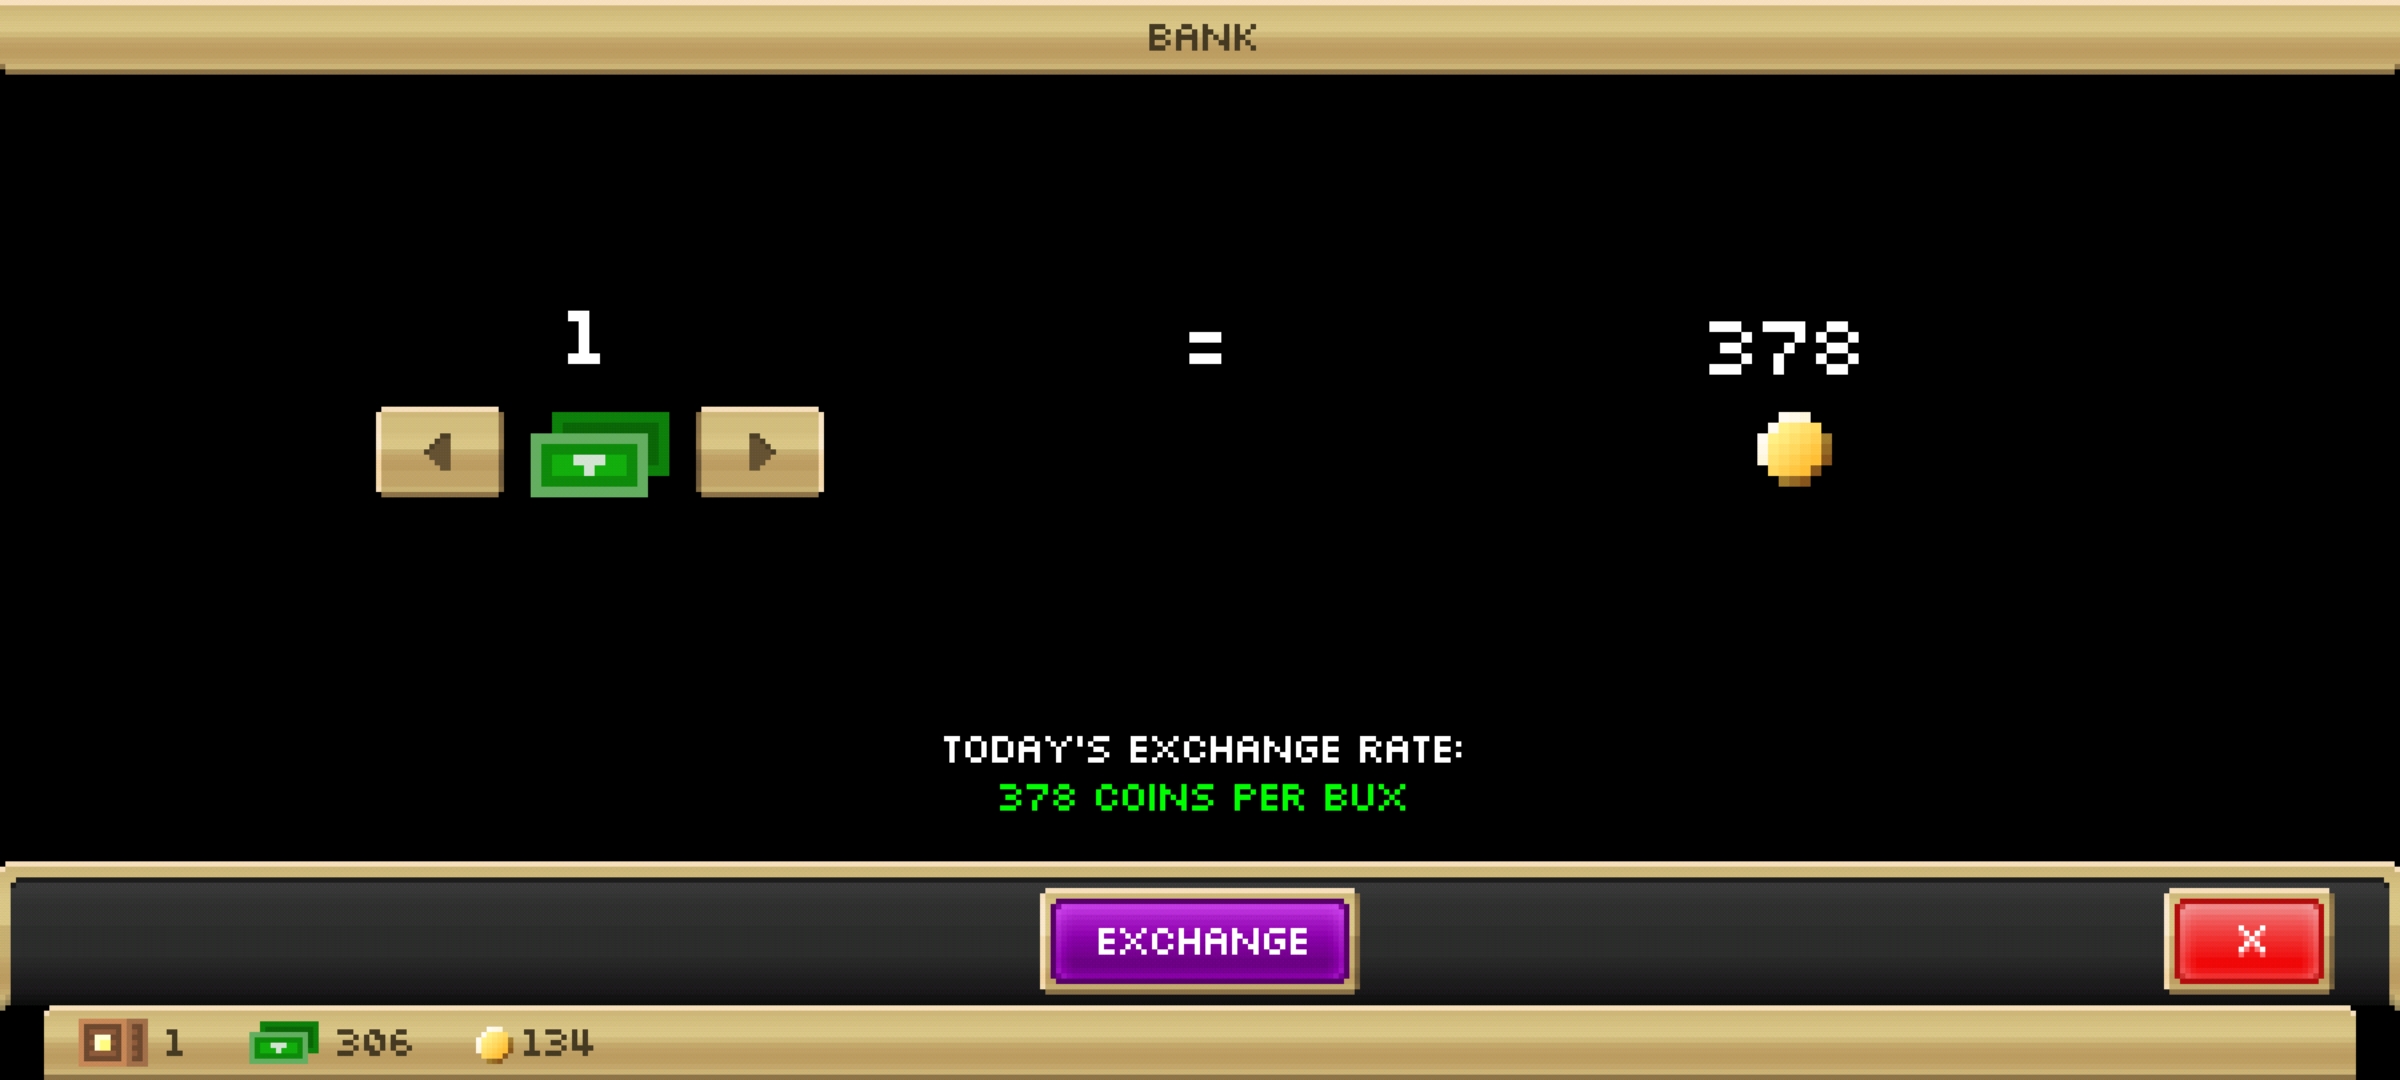 BANK
1 = 378
TODAY'S EXCHANGE RATE:
378 COINS PER BUX
EXCHANGE X
1 306 134